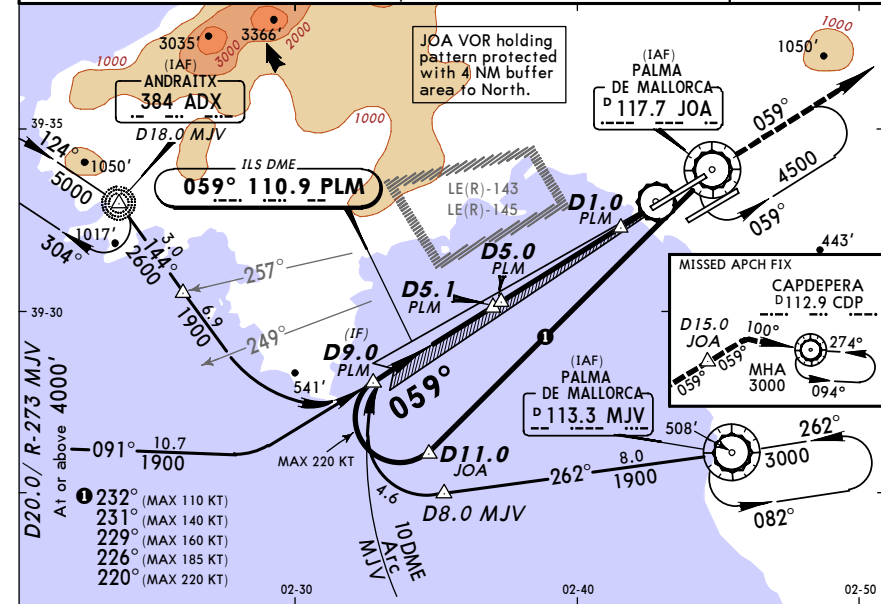 1000
3035'
3366'
3000
2000
1000
(IAF)
ANDRAITX
384 ADX
D18.0 MJV
JOA VOR holding
pattern protected
with 4 NM buffer
area to North.
1000
1050'
(IAF)
PALMA
DE MALLORCA
D 117.7 JOA
059°
4500
059°
39-35
124°
5000
1050'
1017'
304°
ILS DME
059° 110.9 PLM
LE(R)-143
LE(R)-145
D1.0
PLM
D5.0
PLM
D5.1
PLM
3.0
144°
2600
6.9
1900
257°
249°
39-30
(IF)
D9.0
PLM
059°
541'
443'
MISSED APCH FIX
CAPDEPERA
D 112.9 CDP
D15.0
JOA
100°
274°
059°
059°
MHA
3000
094°
1
(IAF)
PALMA
DE MALLORCA
D 113.3 MJV
508'
262°
3000
082°
D20.0/ R-273 MJV
At or above 4000'
091°
10.7
1900
MAX 220 KT
D11.0
JOA
262°
8.0
1900
4.6
D8.0 MJV
10 DME
Arc
MJV
1 232° (MAX 110 KT)
231° (MAX 140 KT)
229° (MAX 160 KT)
226° (MAX 185 KT)
220° (MAX 220 KT)
02-30
02-40
02-50